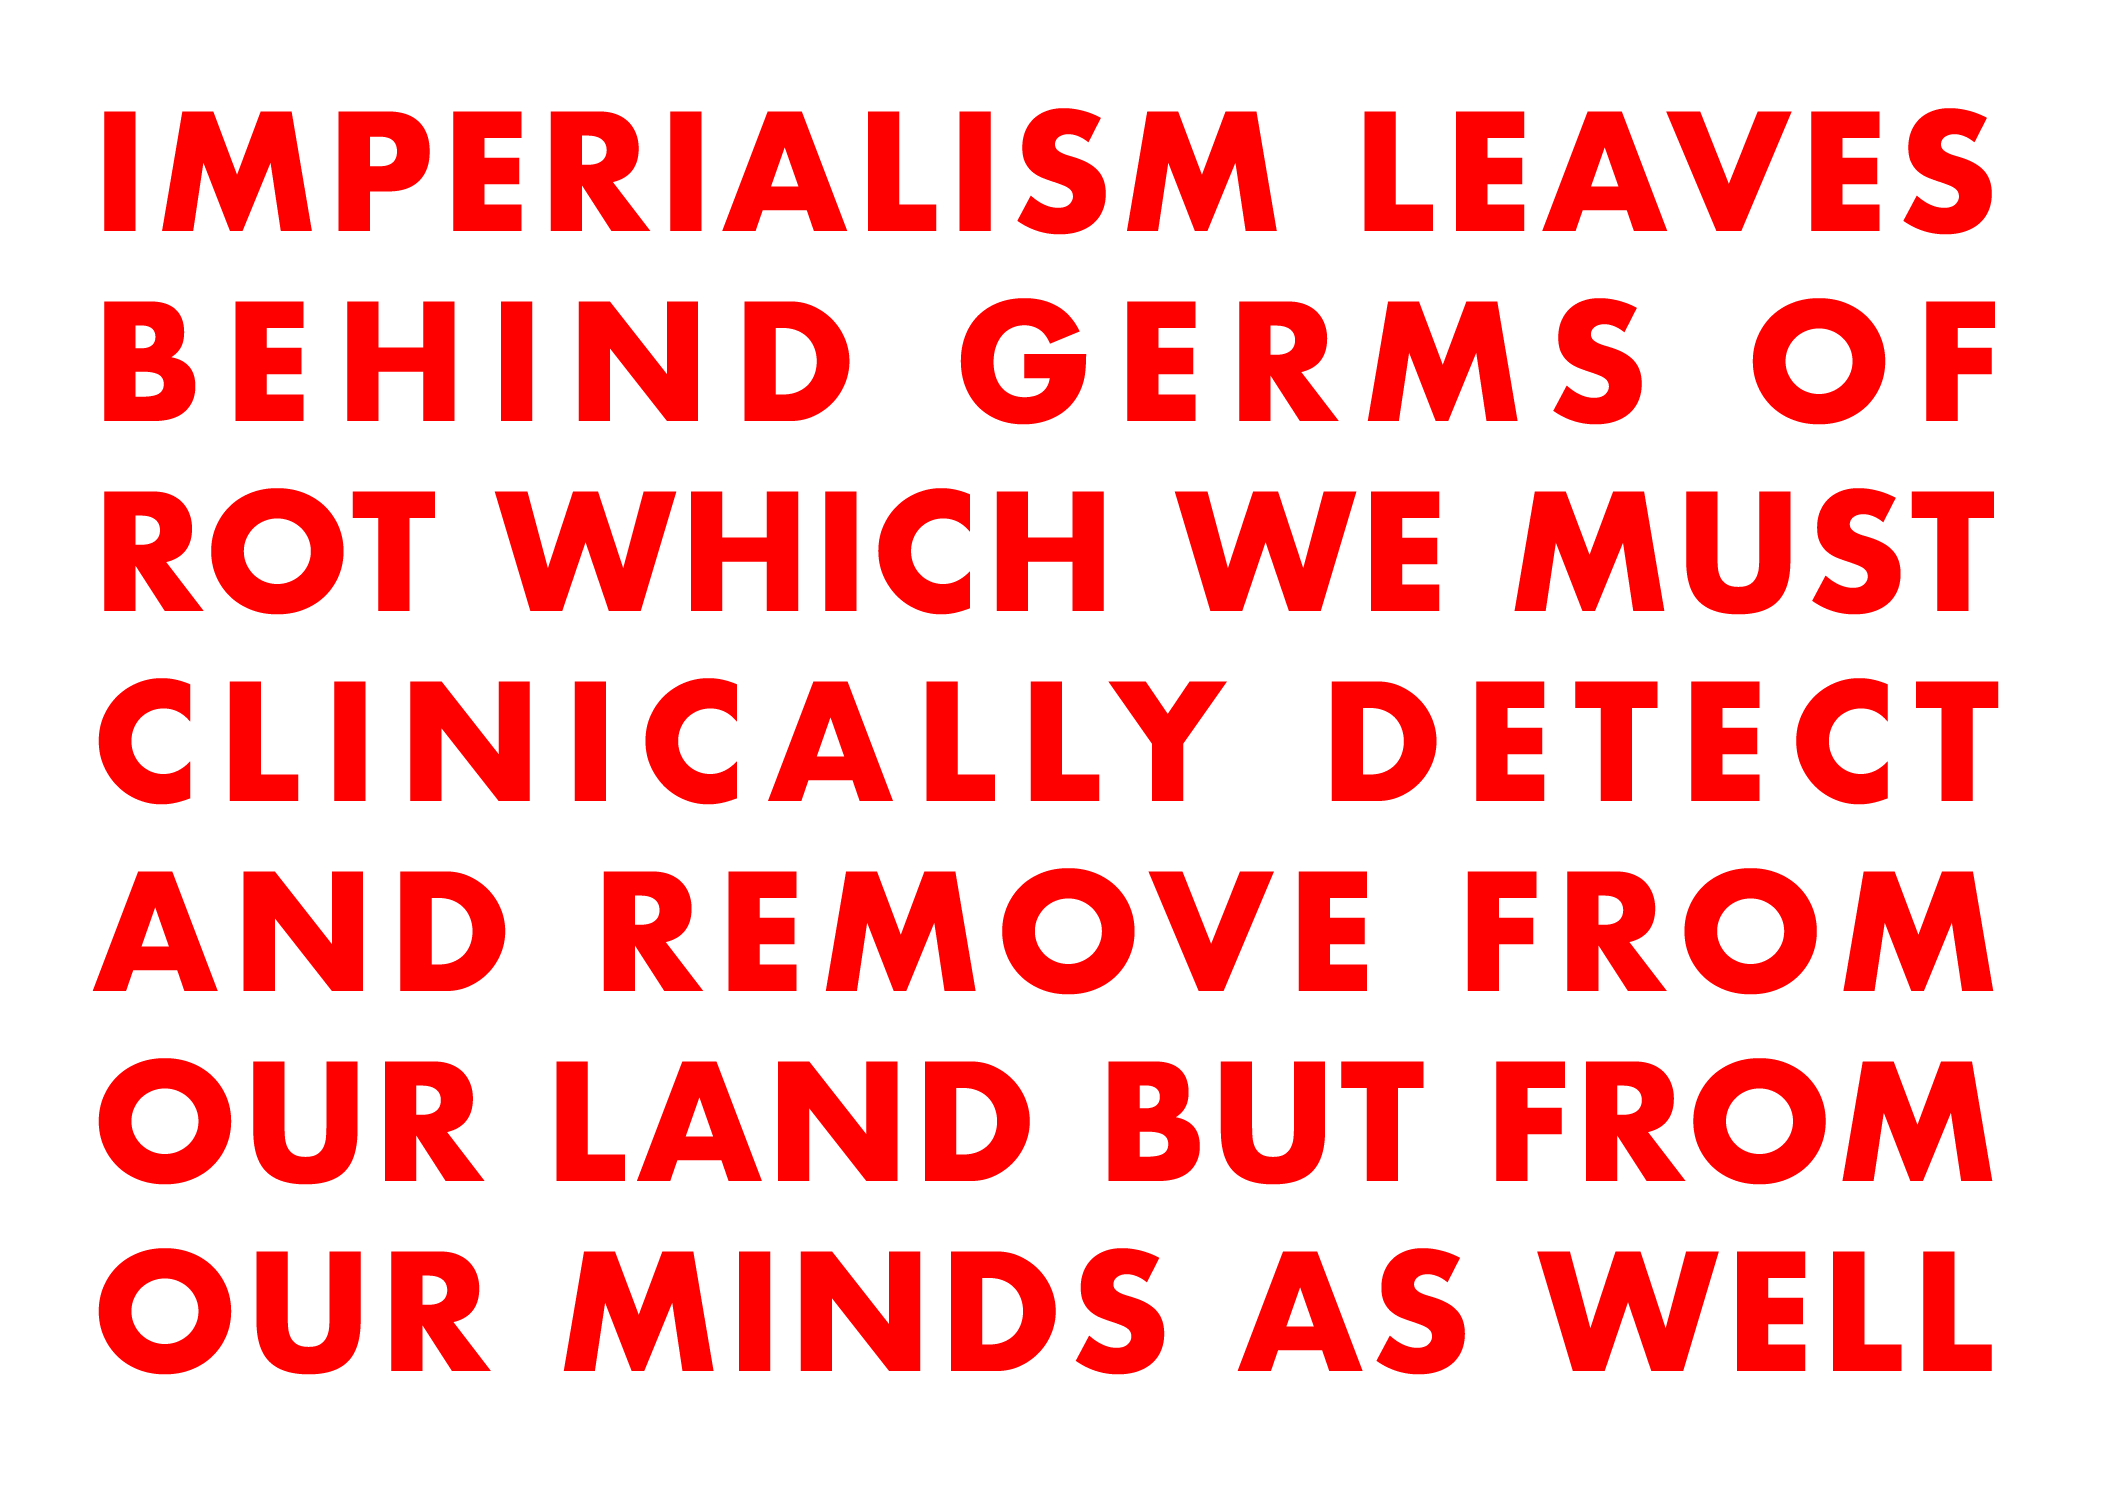 IMPERIALISM LEAVES
BEHIND GERMS OF
ROT WHICH WE MUST
CLINICALLY DETECT
AND REMOVE FROM
OUR LAND BUT FROM
OUR MINDS AS WELL